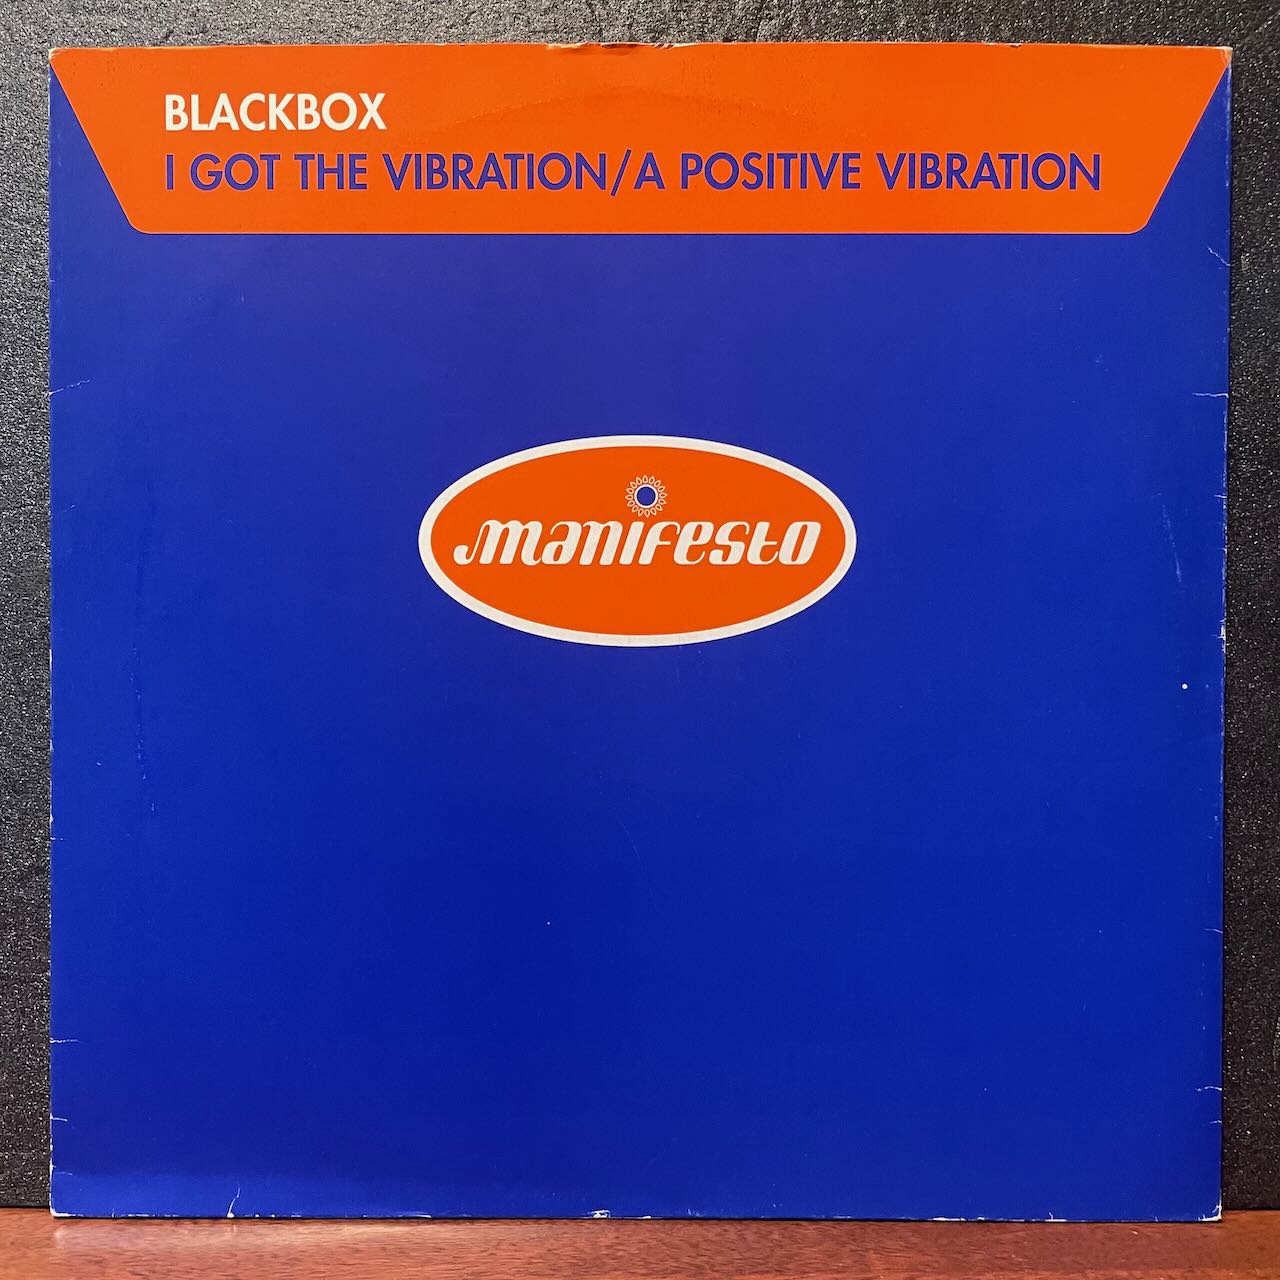 BLACKBOX
I GOT THE VIBRATION/A POSITIVE VIBRATION
manifesto